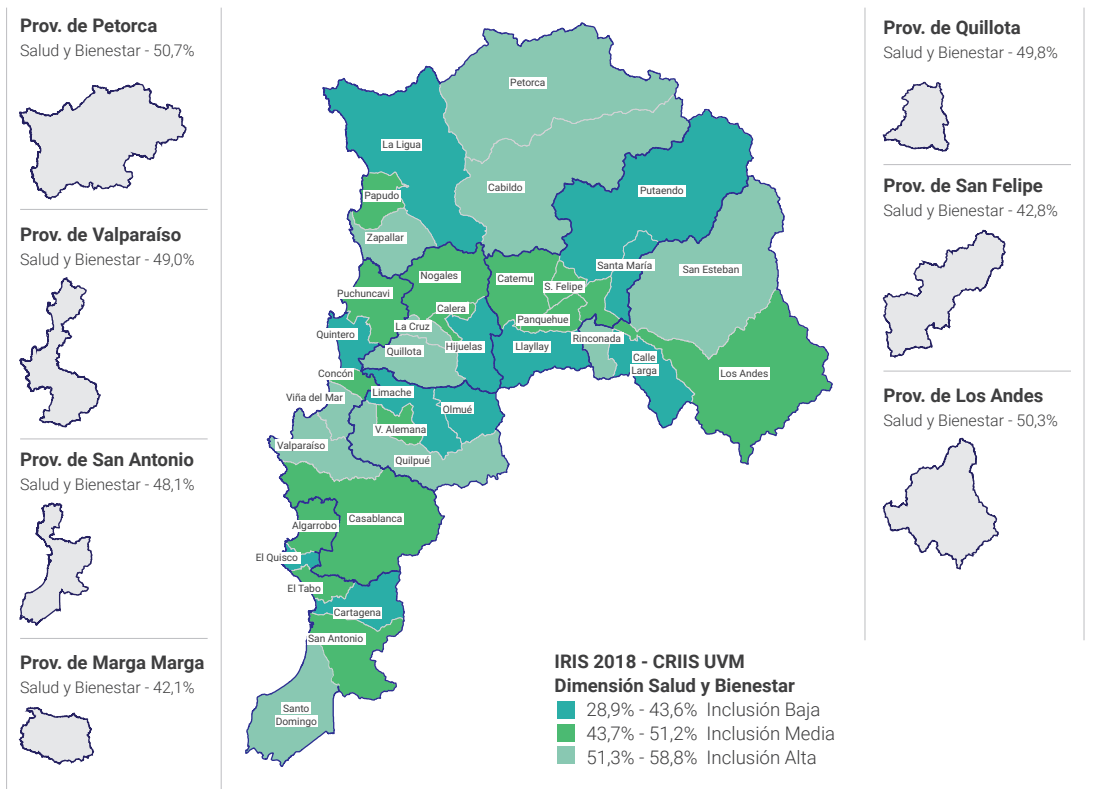 Prov. de Petorca
Salud y Bienestar - 50,7%
Prov. de Valparaíso
Salud y Bienestar - 49,0%
Prov. de San Antonio
Salud y Bienestar - 48,1%
Prov. de Marga Marga
Salud y Bienestar - 42,1%
Petorca
La Ligua
Cabildo
Putaendo
Papudo
Zapallar
Santa María
San Esteban
Nogales
Catemu
S. Felipe
Puchuncavi
Calera
Panquehue
La Cruz
Quintero
Rinconada
Hijuelas
Llayllay
Quillota
Calle
Larga
Los Andes
Concón
Limache
Viña del Mar
Olmué
V. Alemana
Valparaíso
Quilpué
Casablanca
Algarrobo
El Quisco
El Tabo
Cartagena
San Antonio
Santo
Domingo
IRIS 2018 - CRIIS UVM
Dimensión Salud y Bienestar
28,9% - 43,6% Inclusión Baja
43,7% - 51,2% Inclusión Media
51,3% - 58,8% Inclusión Alta
Prov. de Quillota
Salud y Bienestar - 49,8%
Prov. de San Felipe
Salud y Bienestar - 42,8%
Prov. de Los Andes
Salud y Bienestar - 50,3%